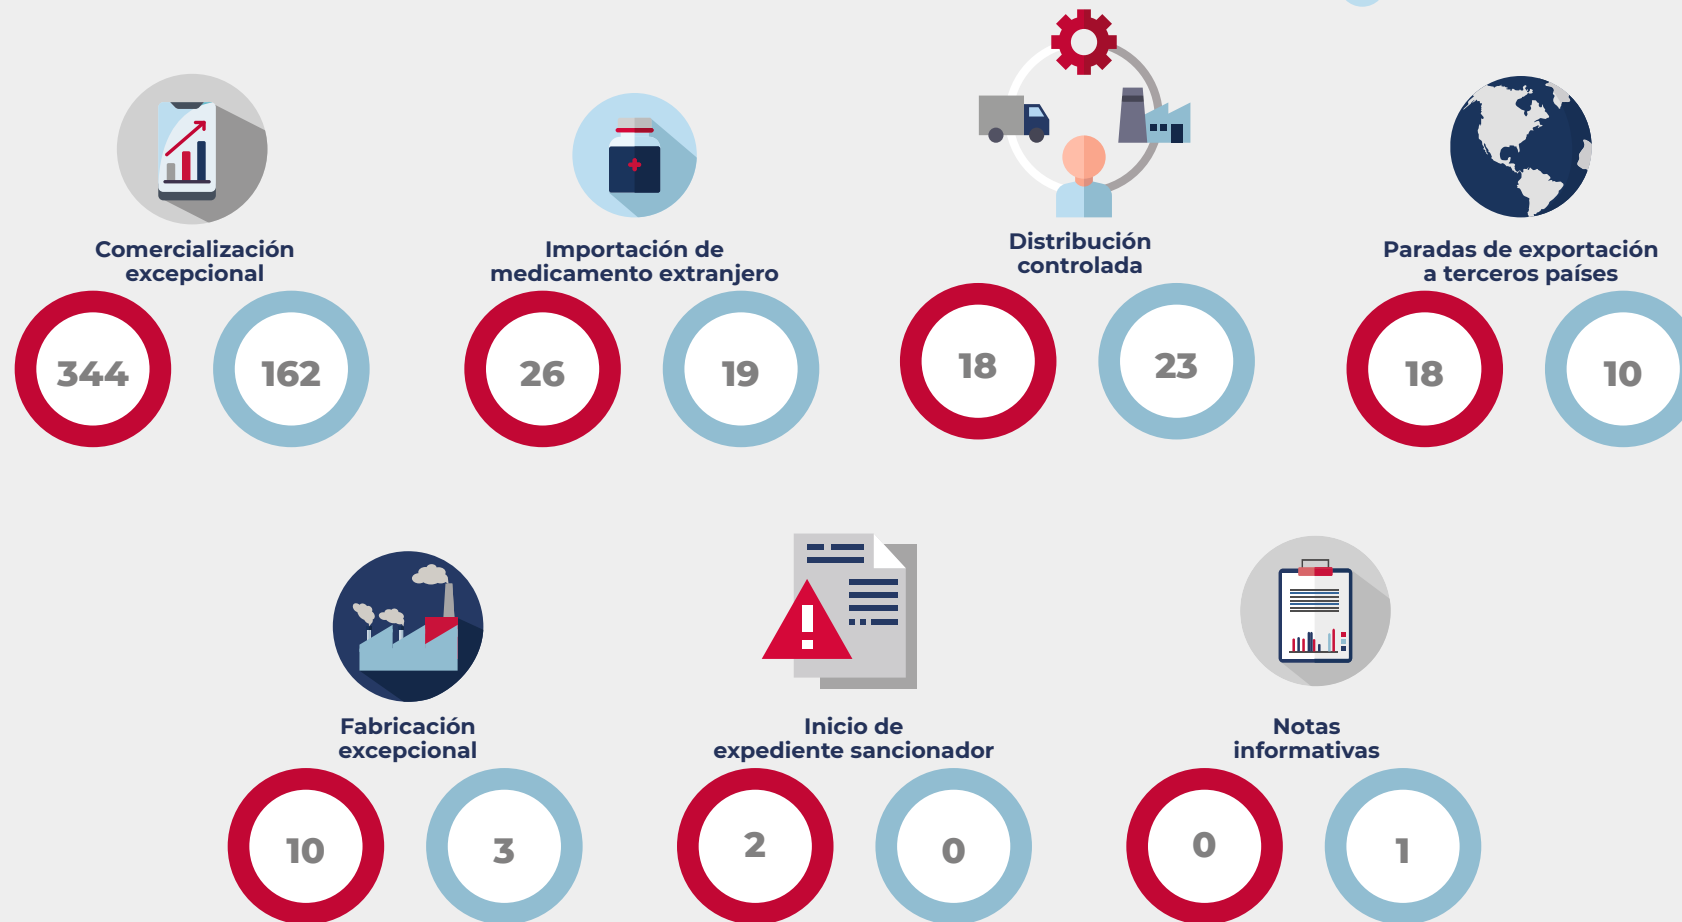 Comercialización
excepcional
344
162
Importación de
medicamento extranjero
26
19
Distribución
controlada
18
23
Paradas de exportación
a terceros países
18
10
Fabricación
excepcional
10
3
Inicio de
expediente sancionador
2
0
Notas
informativas
0
1